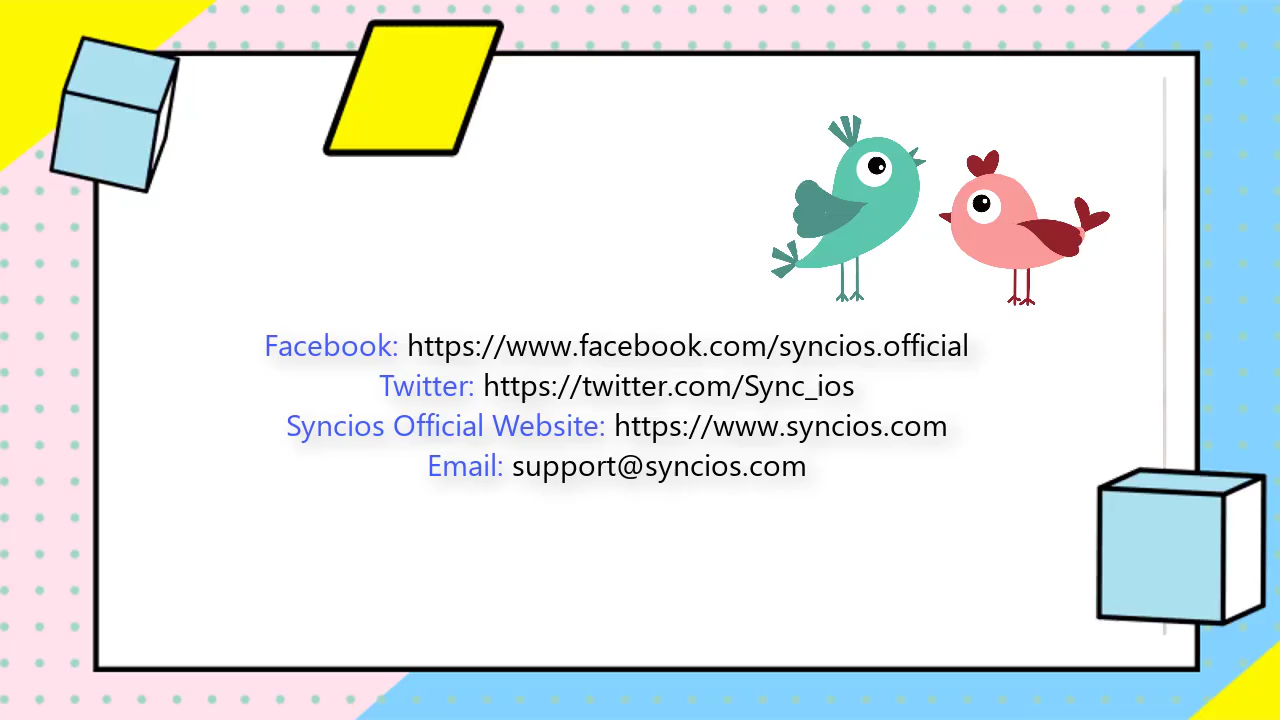 Facebook: https://www.facebook.com/syncios.official
Twitter: https://twitter.com/Sync_ios
Syncios Official Website: https://www.syncios.com
Email: support@syncios.com